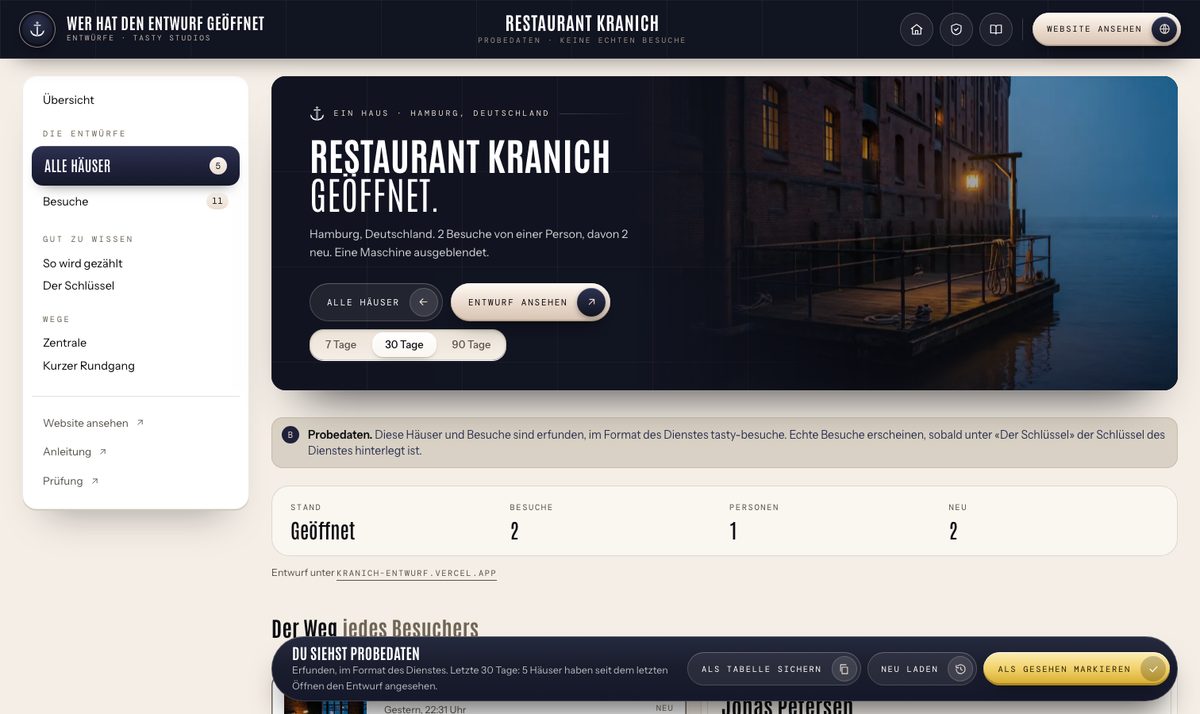 WER HAT DEN ENTWURF GEÖFFNET
ENTWÜRFE · TASTY STUDIOS
RESTAURANT KRANICH
PROBEDATEN · KEINE ECHTEN BESUCHE
WEBSITE ANSEHEN
Übersicht
DIE ENTWÜRFE
ALLE HÄUSER 5
Besuche 11
GUT ZU WISSEN
So wird gezählt
Der Schlüssel
WEGE
Zentrale
Kurzer Rundgang
Website ansehen
Anleitung
Prüfung
EIN HAUS · HAMBURG, DEUTSCHLAND
RESTAURANT KRANICH
GEÖFFNET.
Hamburg, Deutschland. 2 Besuche von einer Person, davon 2
neu. Eine Maschine ausgeblendet.
ALLE HÄUSER
ENTWURF ANSEHEN
7 Tage 30 Tage 90 Tage
B
Probedaten. Diese Häuser und Besuche sind erfunden, im Format des Dienstes tasty-besuche. Echte Besuche erscheinen, sobald unter «Der Schlüssel» der Schlüssel des
Dienstes hinterlegt ist.
STAND BESUCHE PERSONEN NEU
Geöffnet 2 1 2
Entwurf unter KRANICH-ENTWURF.VERCEL.APP
Der Weg jedes Besuchers
DU SIEHST PROBEDATEN
Erfunden, im Format des Dienstes. Letzte 30 Tage: 5 Häuser haben seit dem letzten
Öffnen den Entwurf angesehen.
ALS TABELLE SICHERN
NEU LADEN
ALS GESEHEN MARKIEREN
Gestern, 22:31 Uhr
NEU
Jonas Petersen